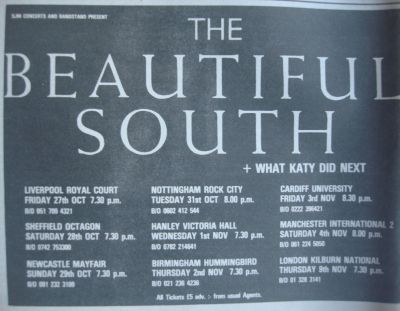 SJM CONCERTS AND BANDSTAND PRESENT
THE
BEAUTIFUL
SOUTH
+ WHAT KATY DID NEXT
LIVERPOOL ROYAL COURT
FRIDAY 27th OCT 7.30 p.m.
B/O 051 709 4321
SHEFFIELD OCTAGON
SATURDAY 28th OCT 7.30 p.m.
B/O 0742 753300
NEWCASTLE MAYFAIR
SUNDAY 29th OCT 7.30 p.m.
B/O 091 232 3109
NOTTINGHAM ROCK CITY
TUESDAY 31st OCT 8.00 p.m.
B/O 0602 412 544
HANLEY VICTORIA HALL
WEDNESDAY 1st NOV 7.30 p.m.
B/O 0782 214641
BIRMINGHAM HUMMINGBIRD
THURSDAY 2nd NOV 7.30 p.m.
B/O 021 236 4236
CARDIFF UNIVERSITY
FRIDAY 3rd NOV 8.30 p.m.
B/O 0222 396421
MANCHESTER INTERNATIONAL 2
SATURDAY 4th NOV 8.00 p.m.
B/O 061 224 5050
LONDON KILBURN NATIONAL
THURSDAY 9th NOV 7.30 p.m.
B/O 01 328 3141
All Tickets £5 adv. :- from usual Agents.